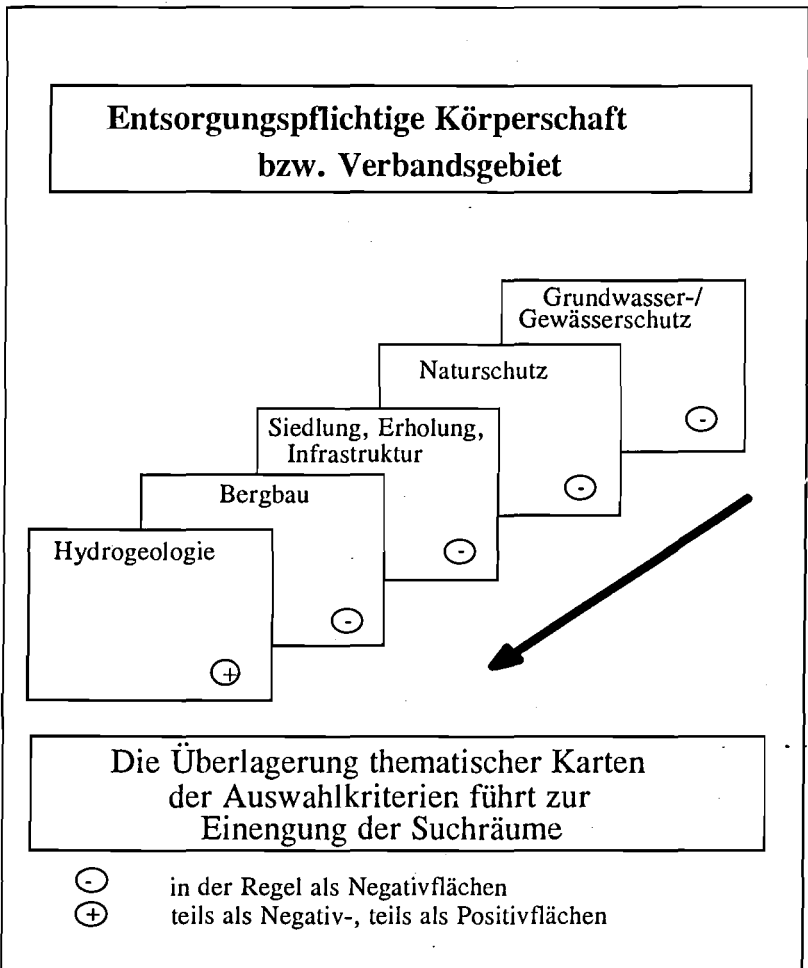 Entsorgungspflichtige Körperschaft
bzw. Verbandsgebiet
Grundwasser-/
Gewässerschutz
-
Naturschutz
-
Siedlung, Erholung,
Infrastruktur
-
Bergbau
-
Hydrogeologie
+
Die Überlagerung thematischer Karten
der Auswahlkriterien führt zur
Einengung der Suchräume
- in der Regel als Negativflächen
+ teils als Negativ-, teils als Positivflächen